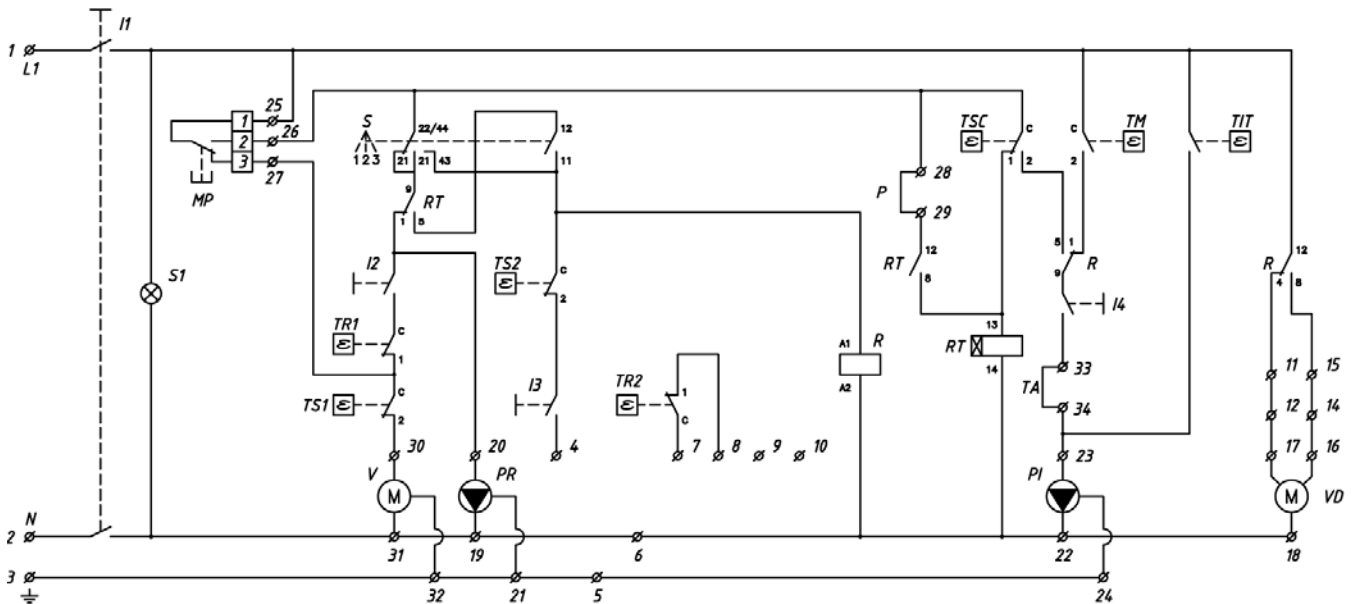 I1
1
L1
25
1
26
2
3
27
MP
S
22/44
1 2 3
21
21
43
12
11
TSC
ε
C
1
2
C
2
TM
ε
TIT
ε
28
P
29
9
RT
1
8
RT
12
8
8
1
9
R
R
12
4
8
S1
I2
TS2
ε
C
2
I4
TR1
ε
C
1
13
RT
14
A1
R
A2
TR2
ε
1
C
33
TA
34
11
15
12
14
TS1
ε
C
2
I3
30
20
4
7
8
9
10
23
17
16
V
M
PR
PI
M
VD
N
2
31
19
6
22
18
3
32
21
5
24